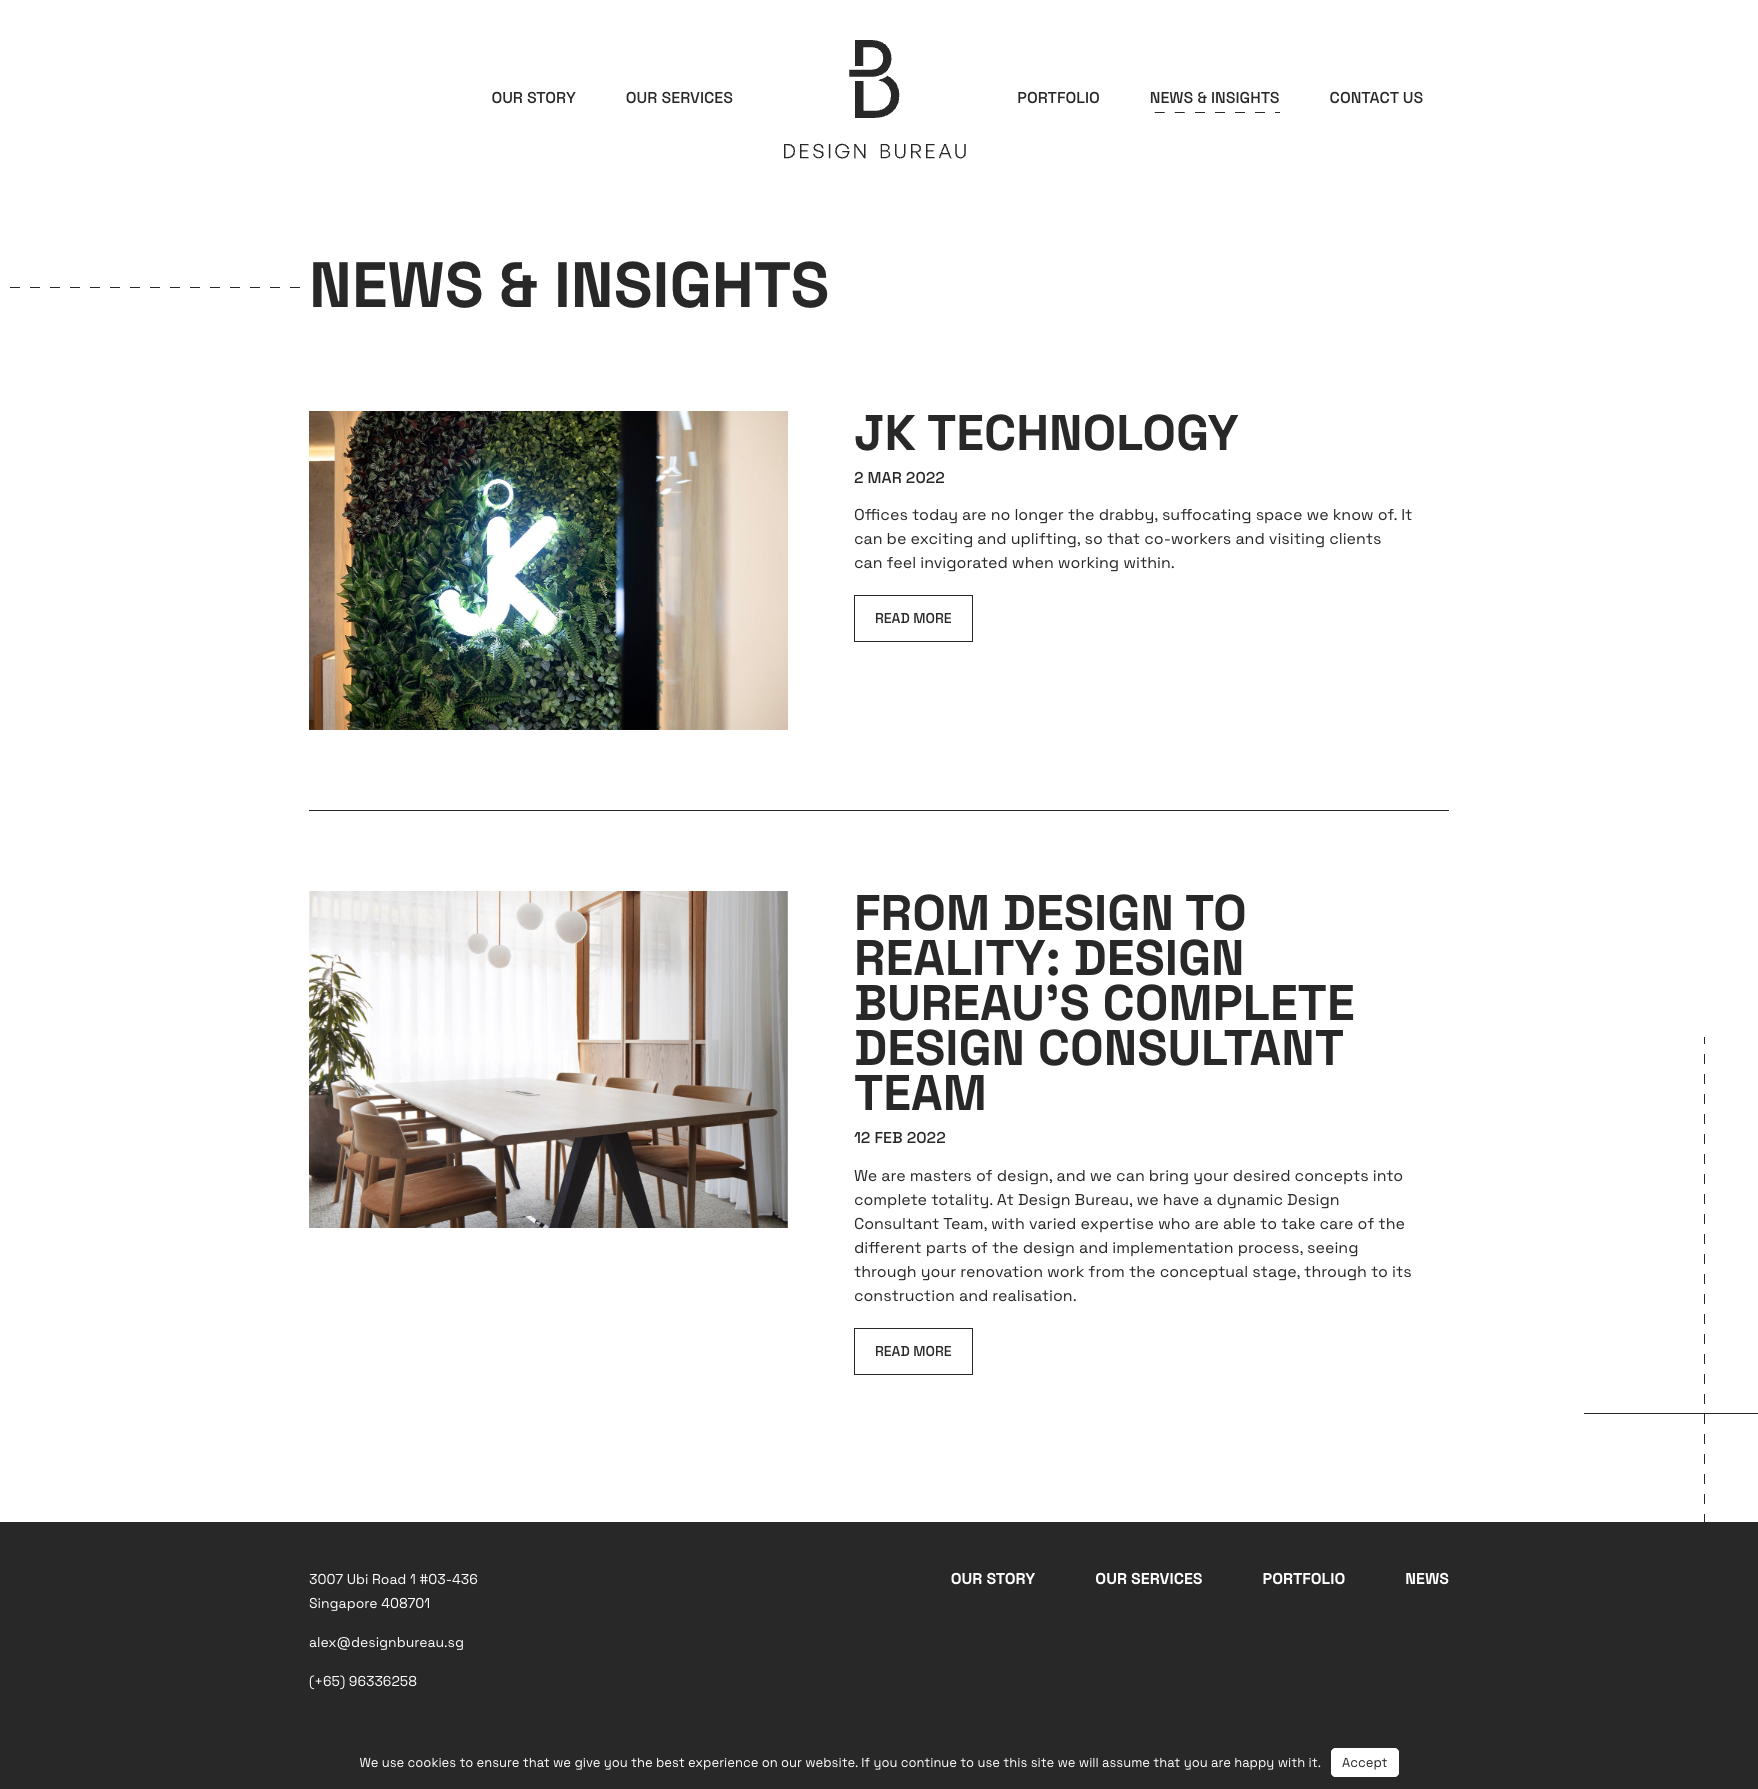 OUR STORY
OUR SERVICES
B
DESIGN BUREAU
PORTFOLIO
NEWS & INSIGHTS
CONTACT US
NEWS & INSIGHTS
JK
JK TECHNOLOGY
2 MAR 2022
Offices today are no longer the drabby, suffocating space we know of. It
can be exciting and uplifting, so that co-workers and visiting clients
can feel invigorated when working within.
READ MORE
FROM DESIGN TO
REALITY: DESIGN
BUREAU’S COMPLETE
DESIGN CONSULTANT
TEAM
12 FEB 2022
We are masters of design, and we can bring your desired concepts into
complete totality. At Design Bureau, we have a dynamic Design
Consultant Team, with varied expertise who are able to take care of the
different parts of the design and implementation process, seeing
through your renovation work from the conceptual stage, through to its
construction and realisation.
READ MORE
3007 Ubi Road 1 #03-436
Singapore 408701
alex@designbureau.sg
(+65) 96336258
OUR STORY
OUR SERVICES
PORTFOLIO
NEWS
We use cookies to ensure that we give you the best experience on our website. If you continue to use this site we will assume that you are happy with it.
Accept